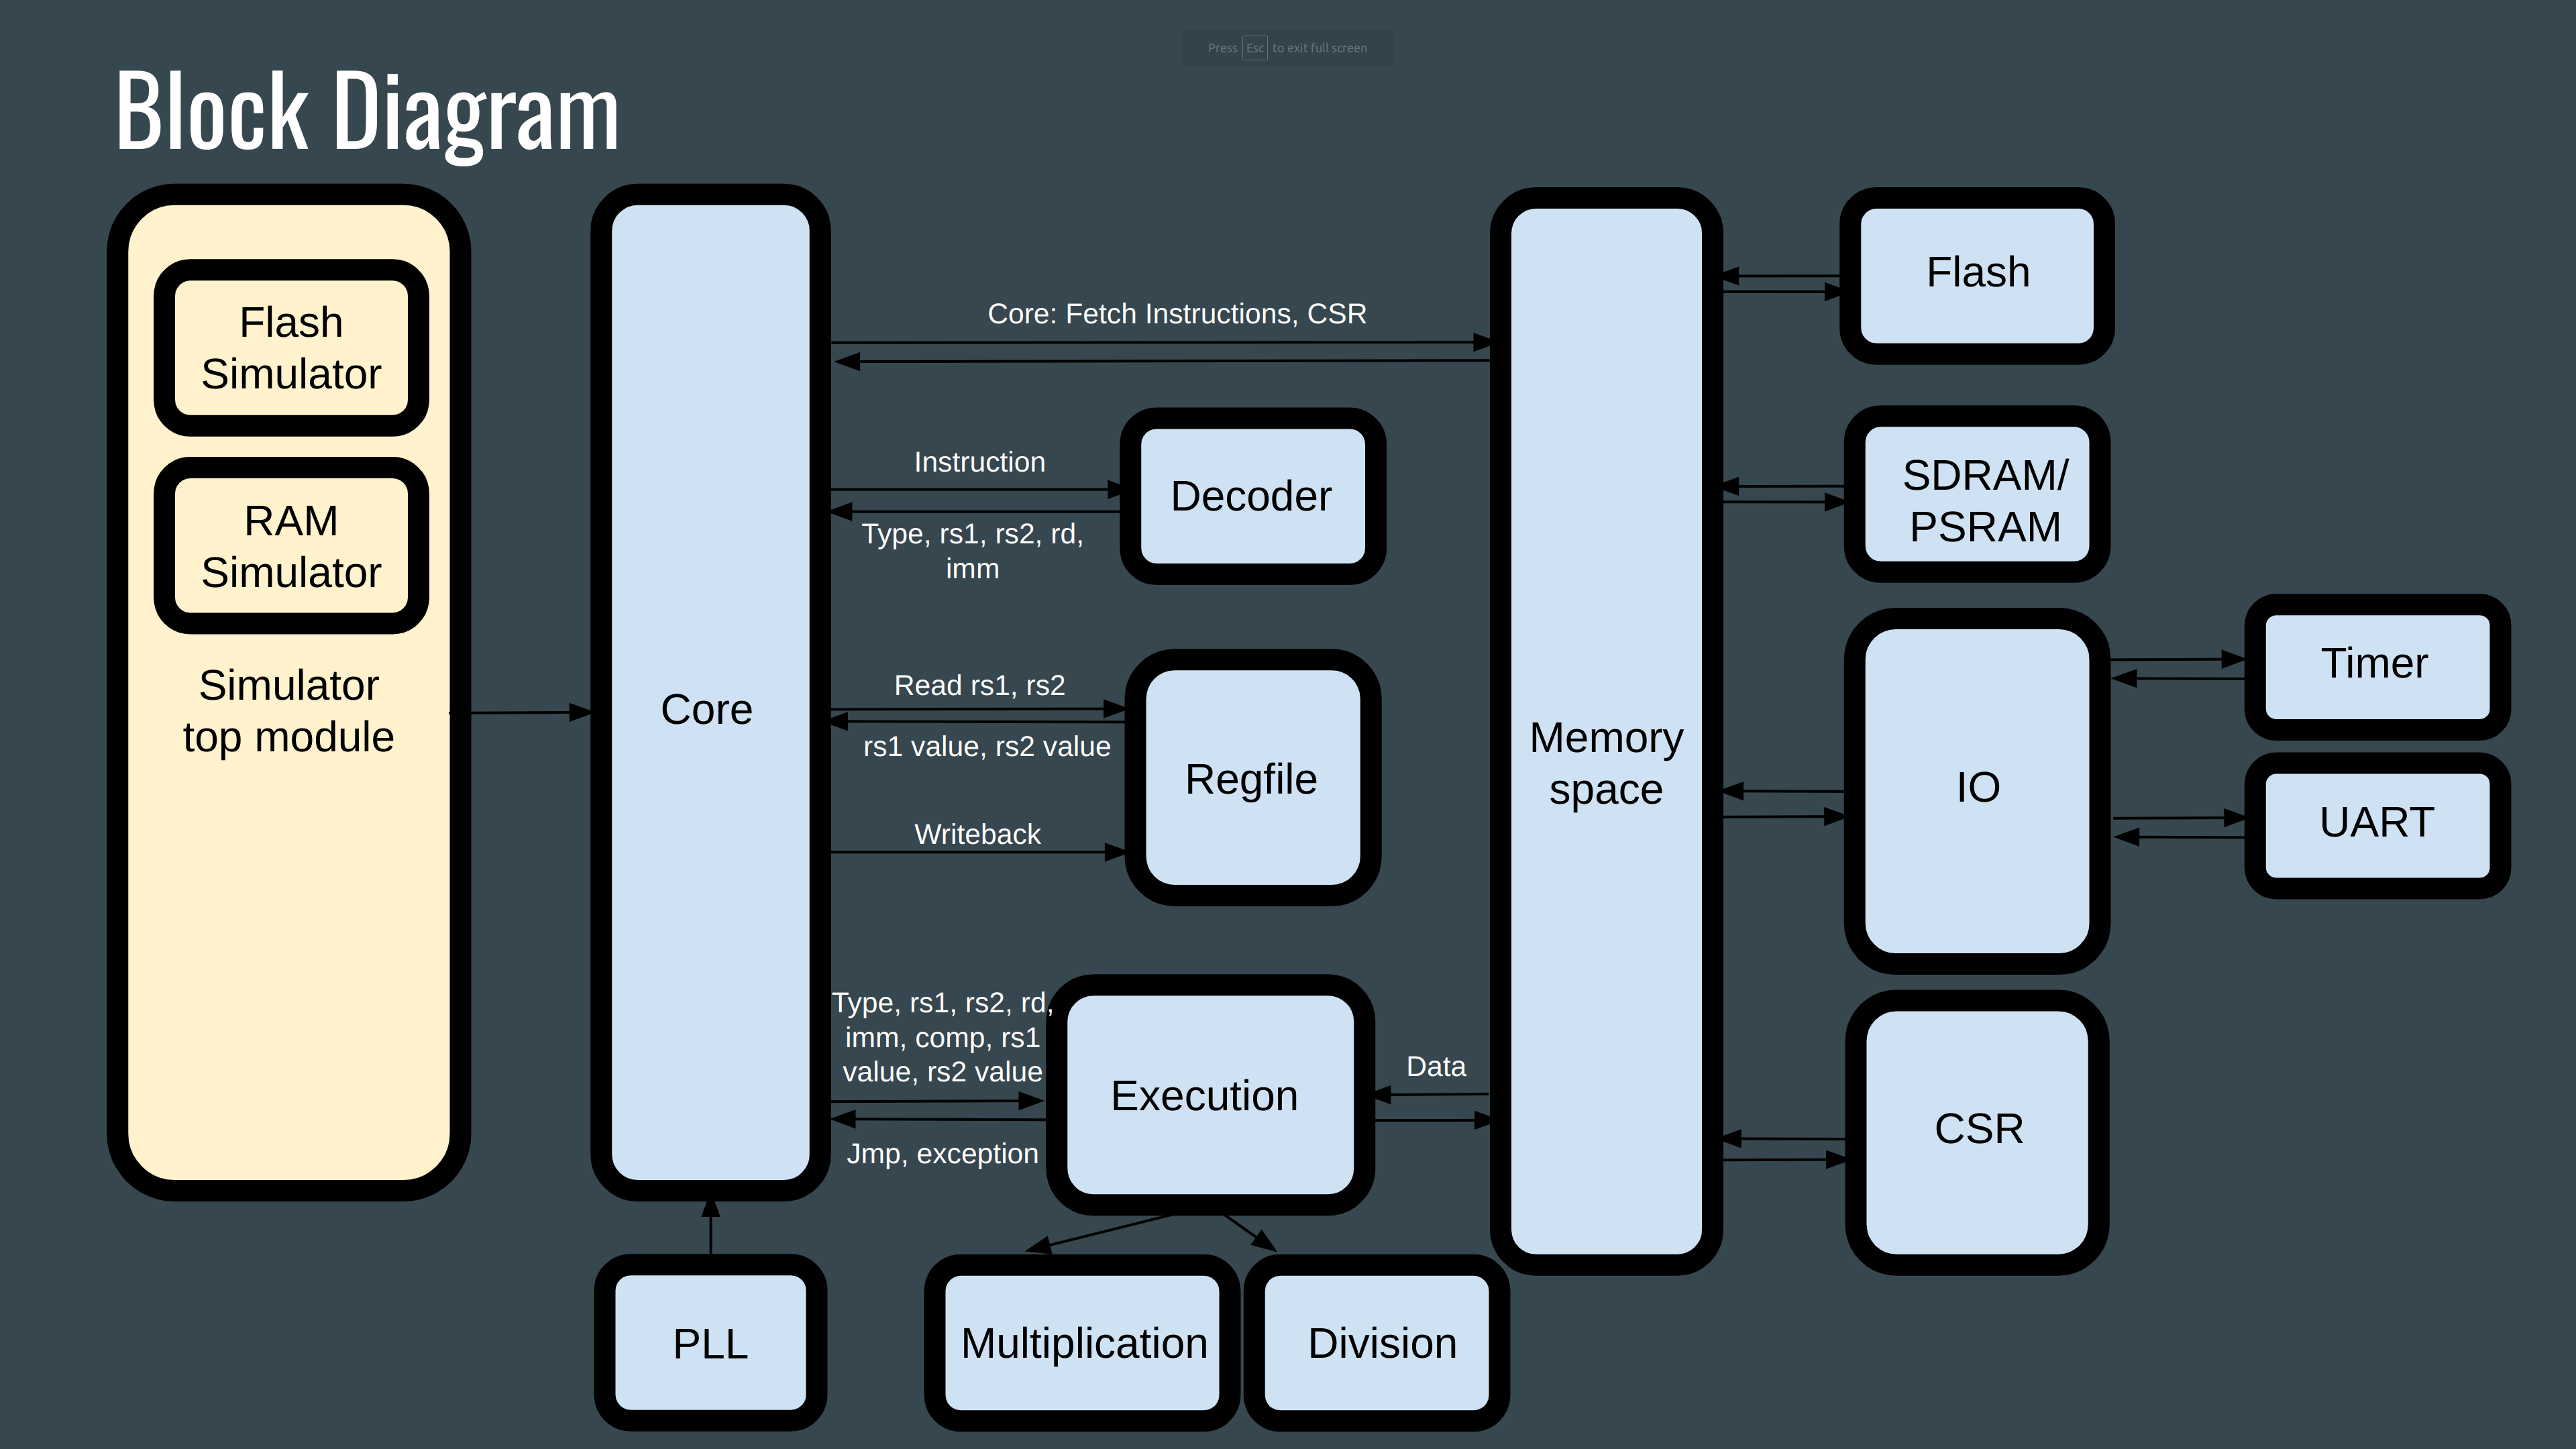 Press Esc to exit full screen
Block Diagram
Flash
Simulator
RAM
Simulator
Simulator
top module
Core
PLL
Core: Fetch Instructions, CSR
Instruction
Type, rs1, rs2, rd,
imm
Decoder
Read rs1, rs2
rs1 value, rs2 value
Writeback
Regfile
Type, rs1, rs2, rd,
imm, comp, rs1
value, rs2 value
Jmp, exception
Execution
Data
Multiplication
Division
Memory
space
Flash
SDRAM/
PSRAM
IO
CSR
Timer
UART